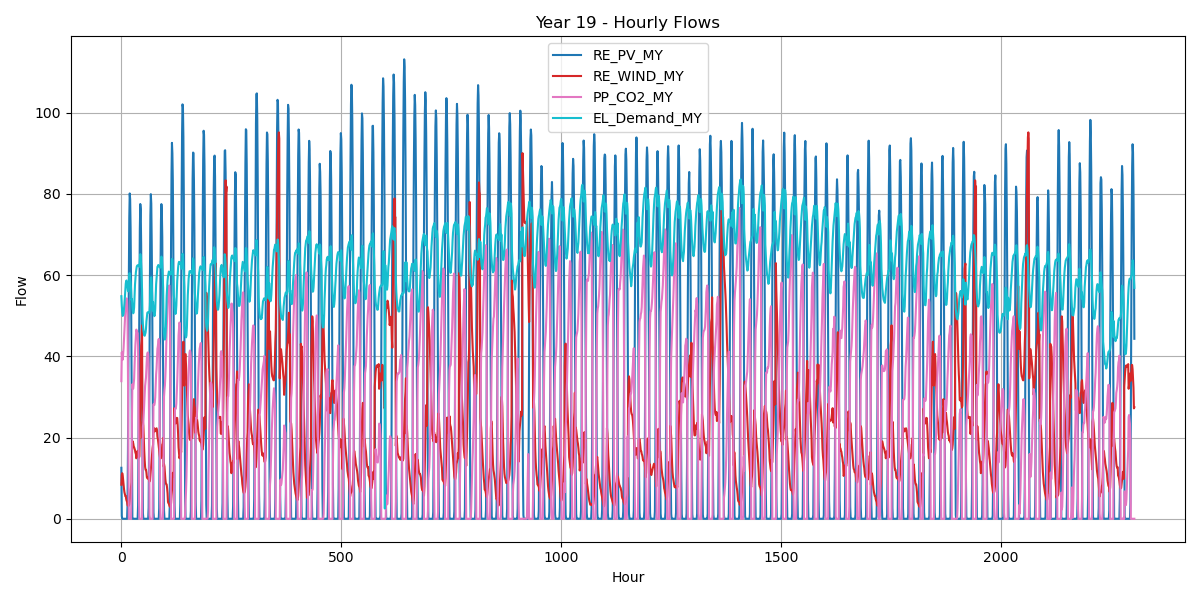 Year 19 - Hourly Flows
RE_PV_MY
RE_WIND_MY
PP_CO2_MY
EL_Demand_MY
Flow
100
80
60
40
20
0
0
500
1000
1500
2000
Hour